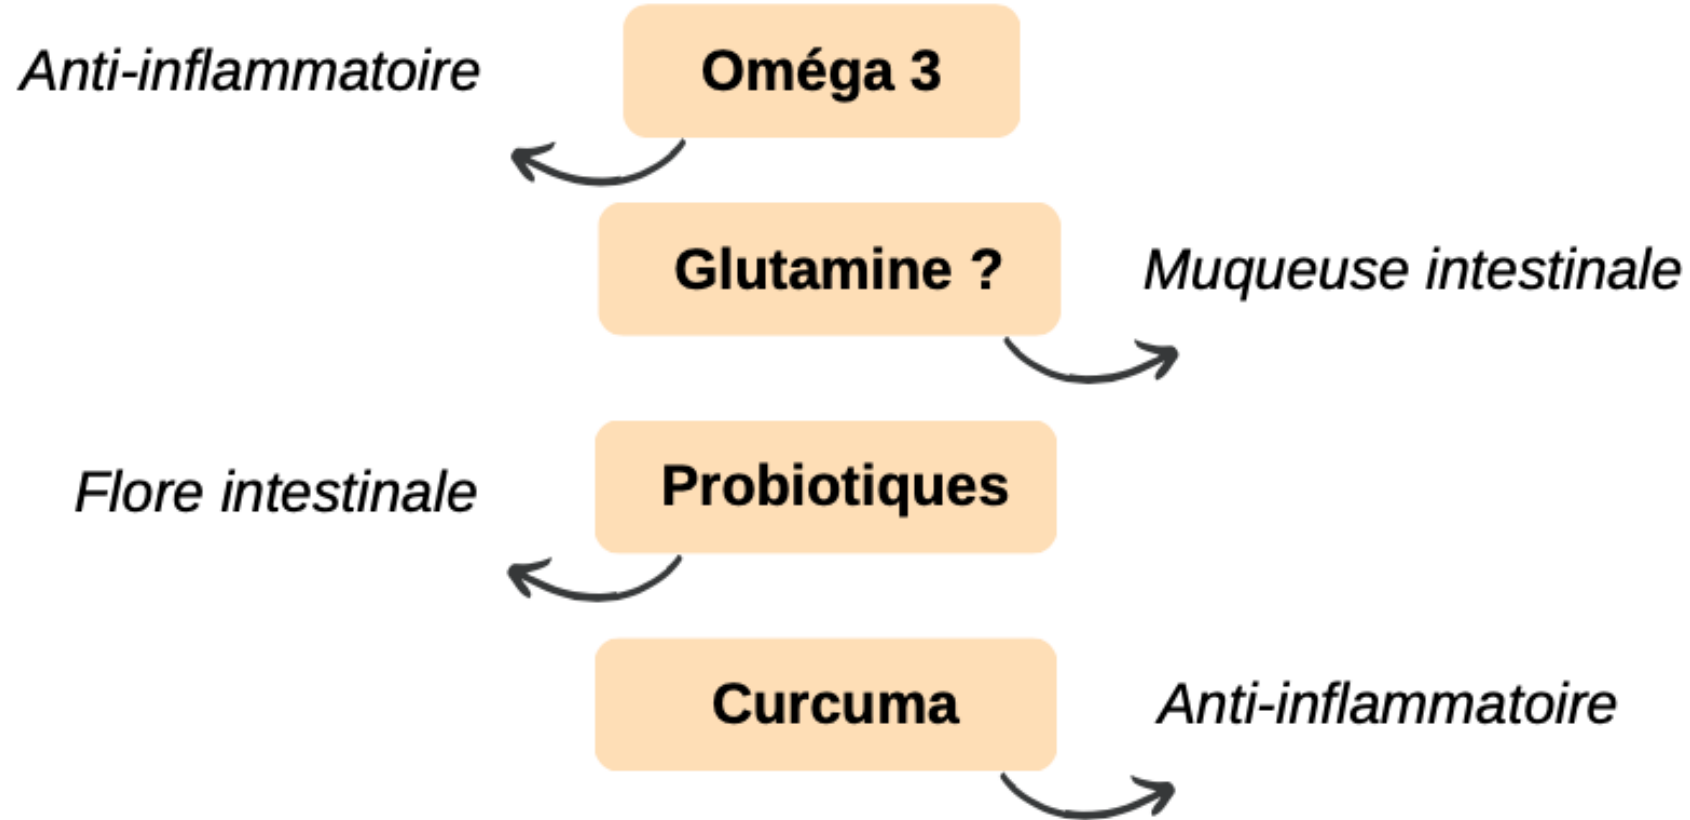 Anti-inflammatoire
Oméga 3
Glutamine ?
Muqueuse intestinale
Flore intestinale
Probiotiques
Curcuma
Anti-inflammatoire